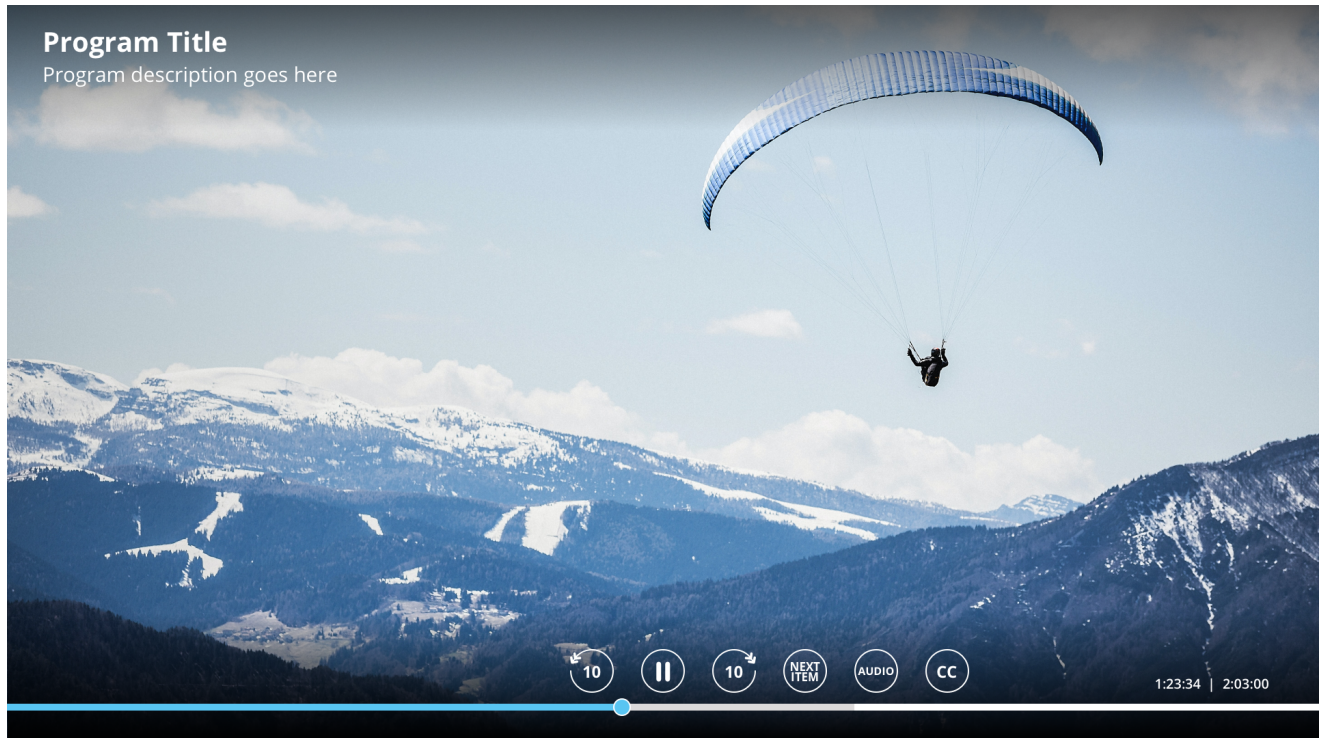 Program Title
Program description goes here
10
10
NEXT
ITEM
AUDIO
CC
1:23:34 | 2:03:00